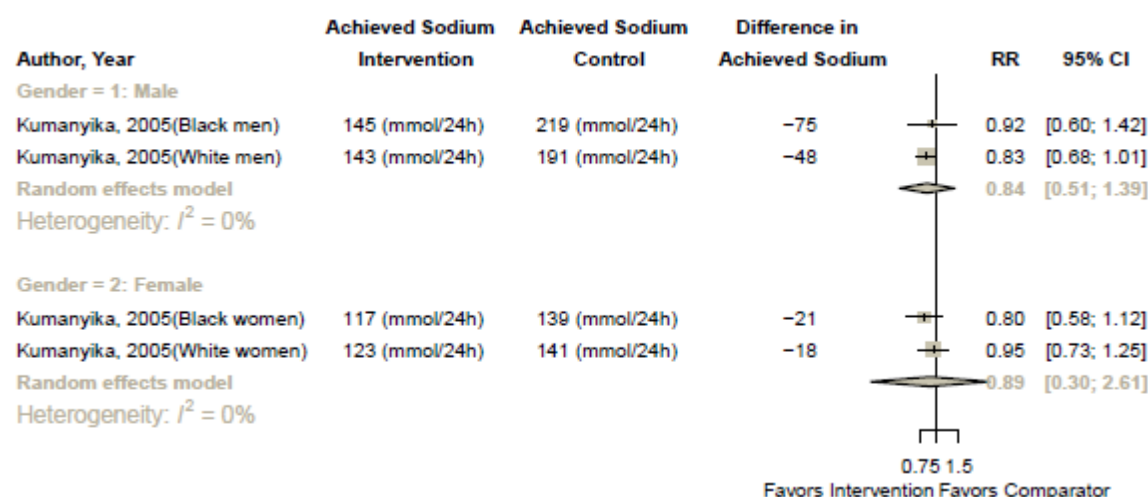 Achieved Sodium Achieved Sodium Difference in
Author, Year Intervention Control Achieved Sodium RR 95% CI
Gender = 1: Male
Kumanyika, 2005(Black men) 145 (mmol/24h) 219 (mmol/24h) −75 0.92 [0.60; 1.42]
Kumanyika, 2005(White men) 143 (mmol/24h) 191 (mmol/24h) −48 0.83 [0.68; 1.01]
Random effects model 0.84 [0.51; 1.39]
Heterogeneity: I² = 0%
Gender = 2: Female
Kumanyika, 2005(Black women) 117 (mmol/24h) 139 (mmol/24h) −21 0.80 [0.58; 1.12]
Kumanyika, 2005(White women) 123 (mmol/24h) 141 (mmol/24h) −18 0.95 [0.73; 1.25]
Random effects model 0.89 [0.30; 2.61]
Heterogeneity: I² = 0%
0.75 1.5
Favors Intervention Favors Comparator